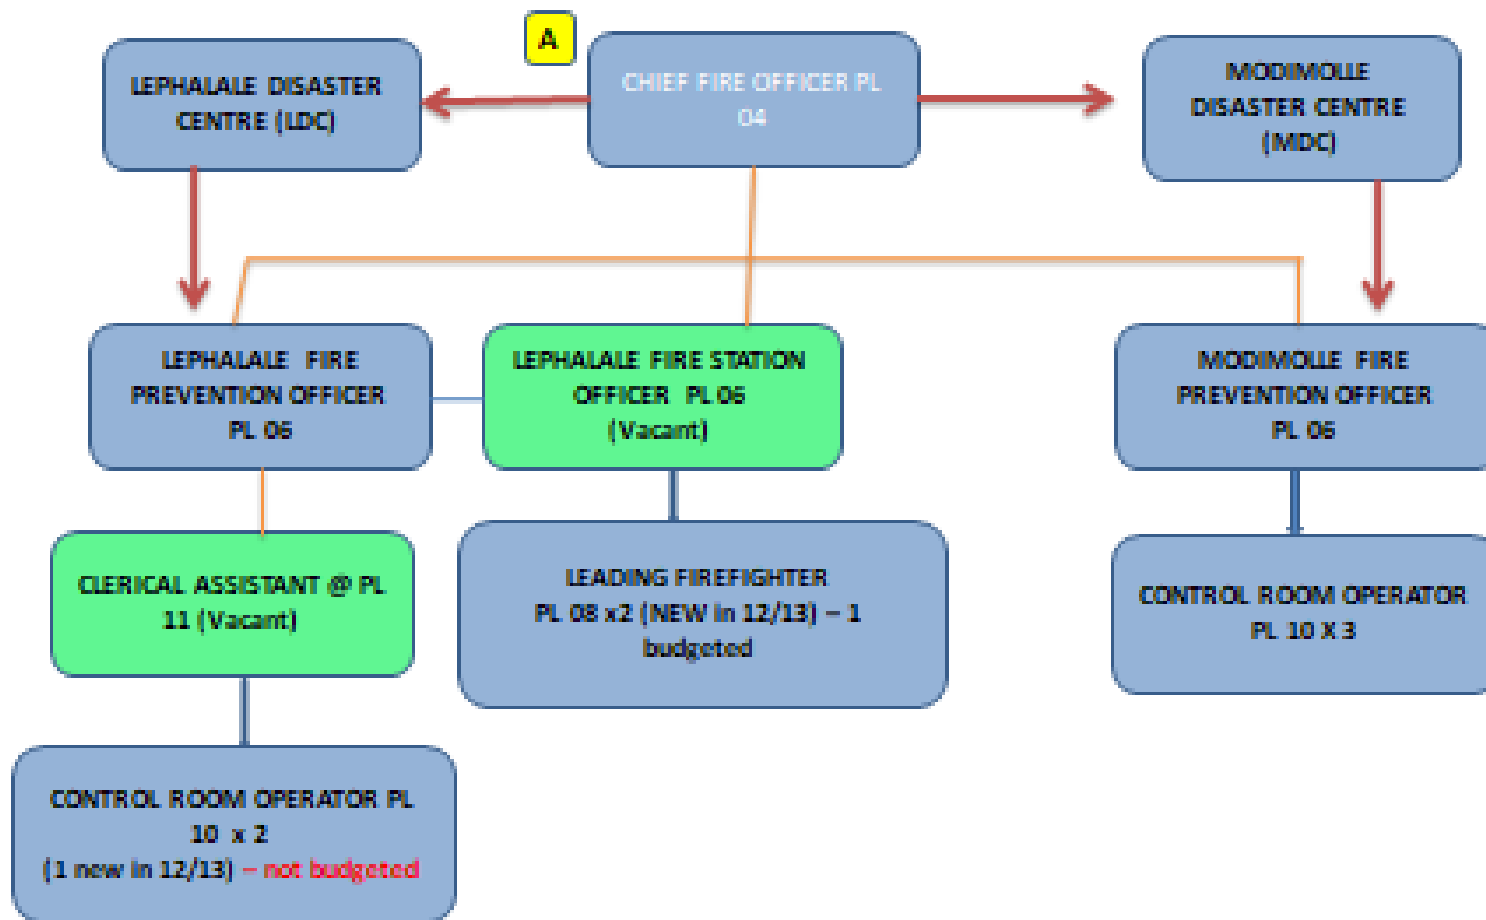 A
LEPHALALE DISASTER
CENTRE (LDC)
CHIEF FIRE OFFICER PL
04
MODIMOLLE
DISASTER CENTRE
(MDC)
LEPHALALE FIRE
PREVENTION OFFICER
PL 06
LEPHALALE FIRE STATION
OFFICER PL 06
(Vacant)
MODIMOLLE FIRE
PREVENTION OFFICER
PL 06
CLERICAL ASSISTANT @ PL
11 (Vacant)
LEADING FIREFIGHTER
PL 08 x2 (NEW in 12/13) – 1
budgeted
CONTROL ROOM OPERATOR
PL 10 X 3
CONTROL ROOM OPERATOR PL
10 x 2
(1 new in 12/13) – not budgeted